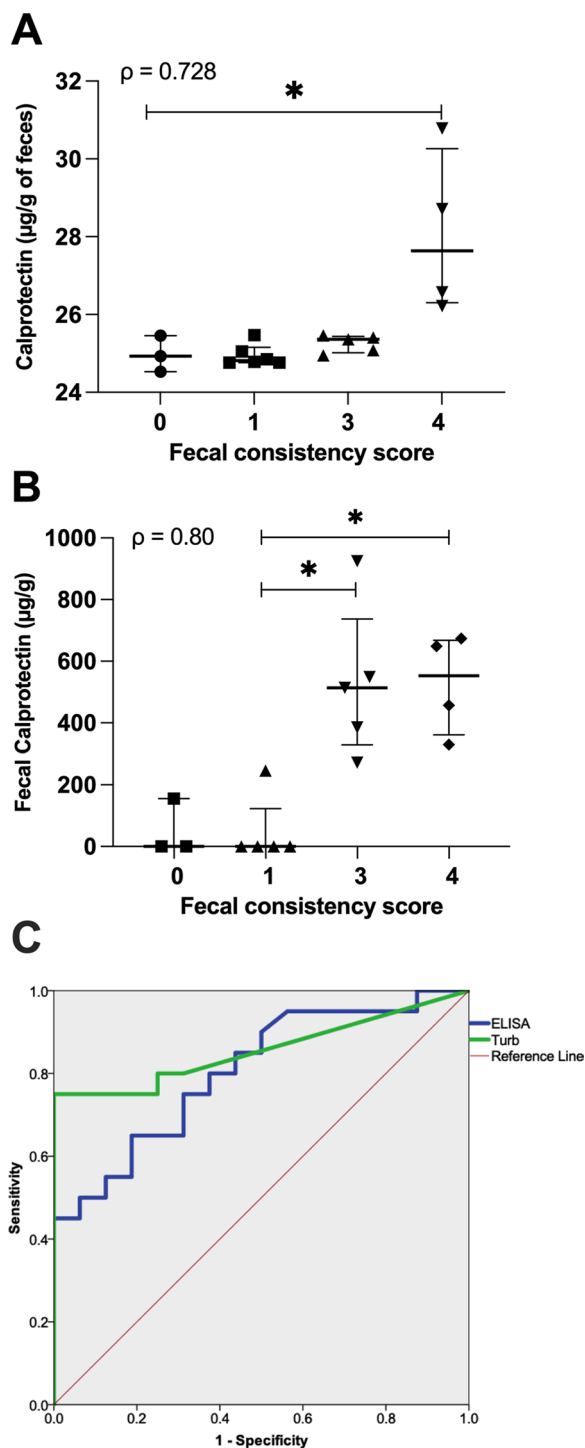 A
ρ = 0.728
*
32
30
28
26
24
Calprotectin (µg/g of feces)
0 1 3 4
Fecal consistency score
B
ρ = 0.80
*
*
1000
800
600
400
200
0
Fecal Calprotectin (µg/g)
0 1 3 4
Fecal consistency score
C
1.0
0.8
0.6
0.4
0.2
0.0
Sensitivity
ELISA
Turb
Reference Line
0.0 0.2 0.4 0.6 0.8 1.0
1 - Specificity